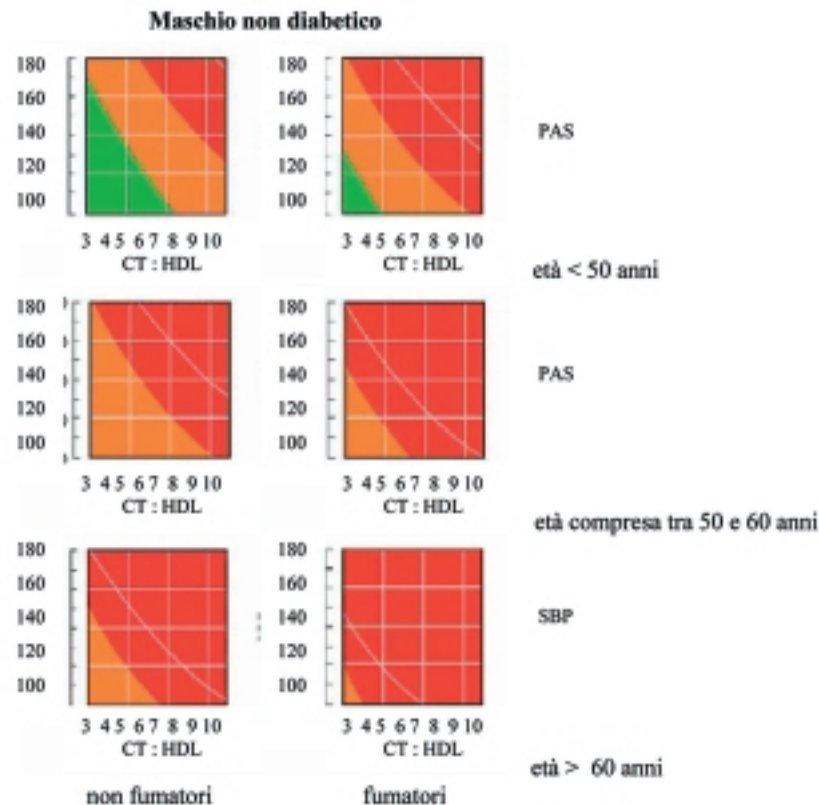 Maschio non diabetico
180 180
160 160
140 140 PAS
120 120
100 100
3 4 5 6 7 8 9 10 3 4 5 6 7 8 9 10
CT : HDL CT : HDL
età < 50 anni
180 180
160 160
140 140 PAS
120 120
100 100
3 4 5 6 7 8 9 10 3 4 5 6 7 8 9 10
CT : HDL CT : HDL
età compresa tra 50 e 60 anni
180 180
160 160
140 140 SBP
120 120
100 100
3 4 5 6 7 8 9 10 3 4 5 6 7 8 9 10
CT : HDL CT : HDL
età > 60 anni
non fumatori fumatori